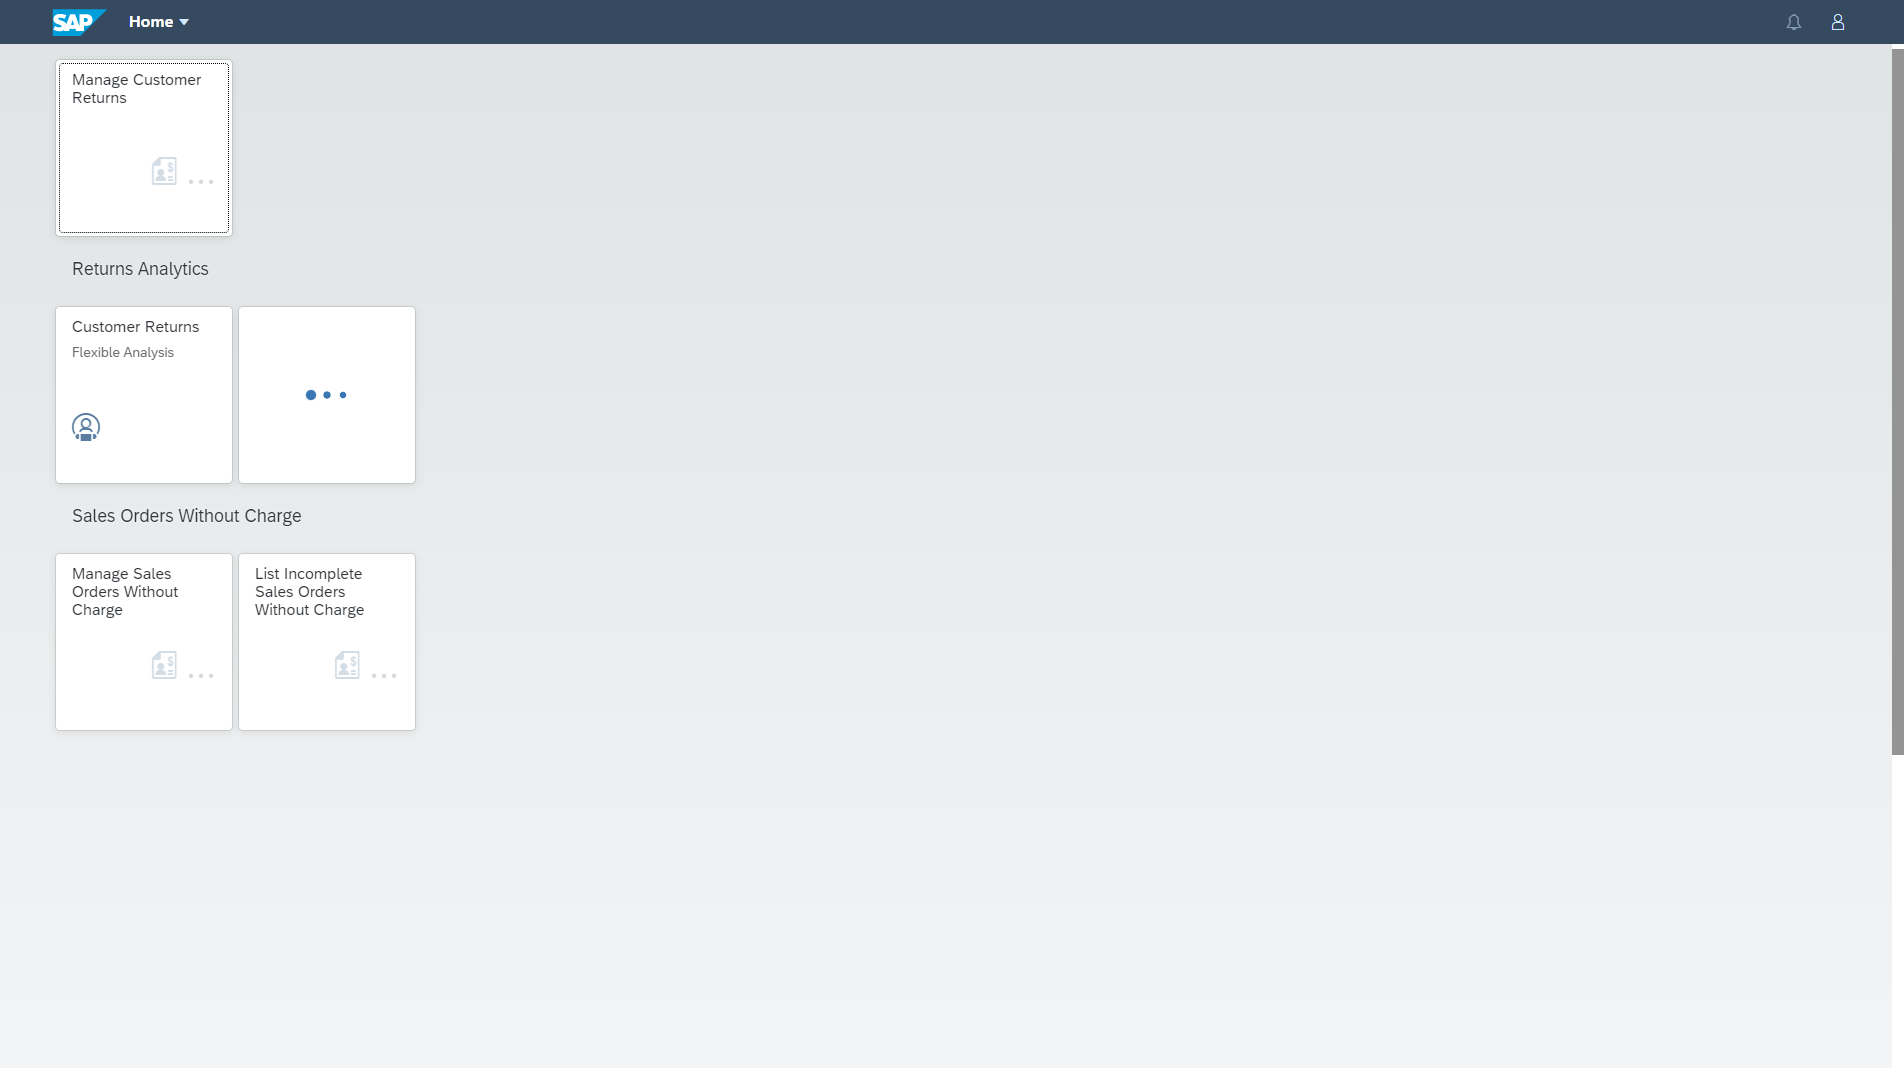 SAP Home
Manage Customer
Returns
Returns Analytics
Customer Returns
Flexible Analysis
Sales Orders Without Charge
Manage Sales
Orders Without
Charge
List Incomplete
Sales Orders
Without Charge